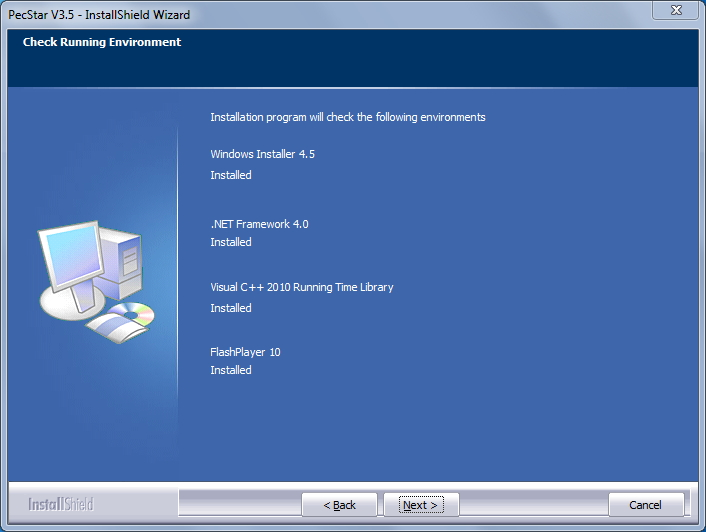 PecStar V3.5 - InstallShield Wizard
Check Running Environment
Installation program will check the following environments
Windows Installer 4.5
Installed
.NET Framework 4.0
Installed
Visual C++ 2010 Running Time Library
Installed
FlashPlayer 10
Installed
InstallShield
< Back
Next >
Cancel